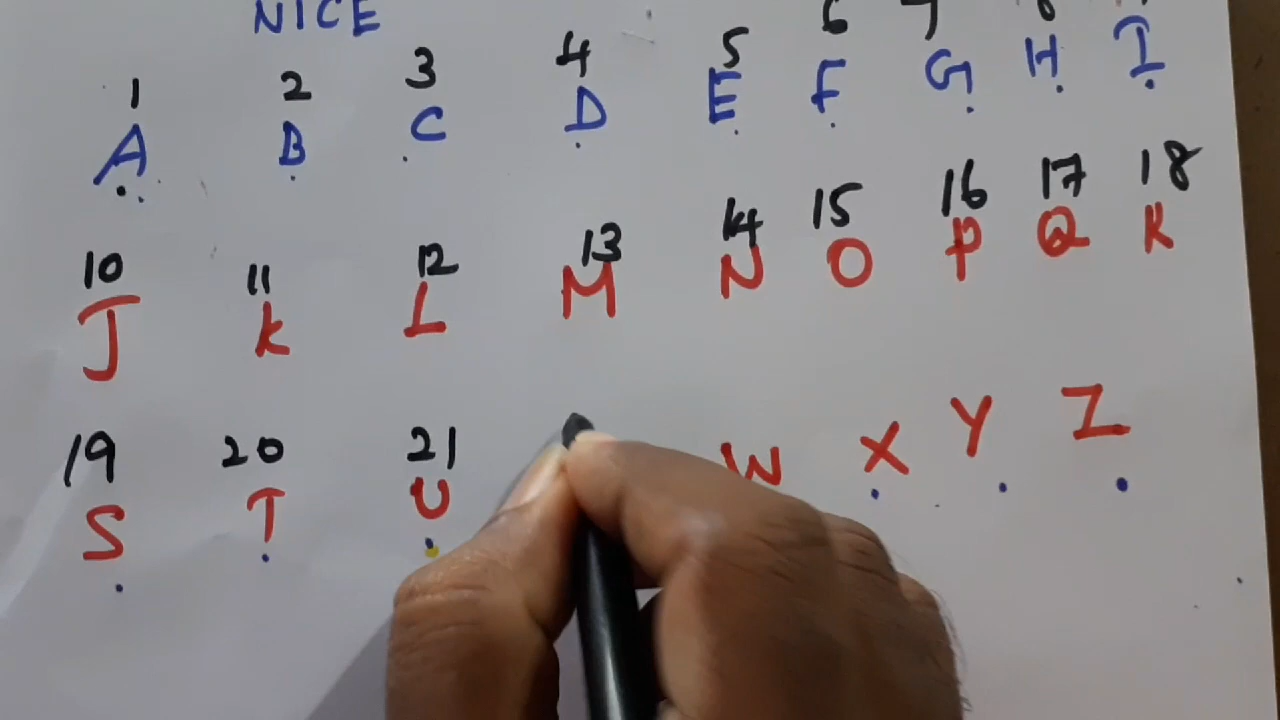 NICE
1 2 3 4 5 6 7 8
A B C D E F G H I
10 11 12 13 14 15 16 17 18
J K L M N O P Q R
19 20 21
S T U W X Y Z